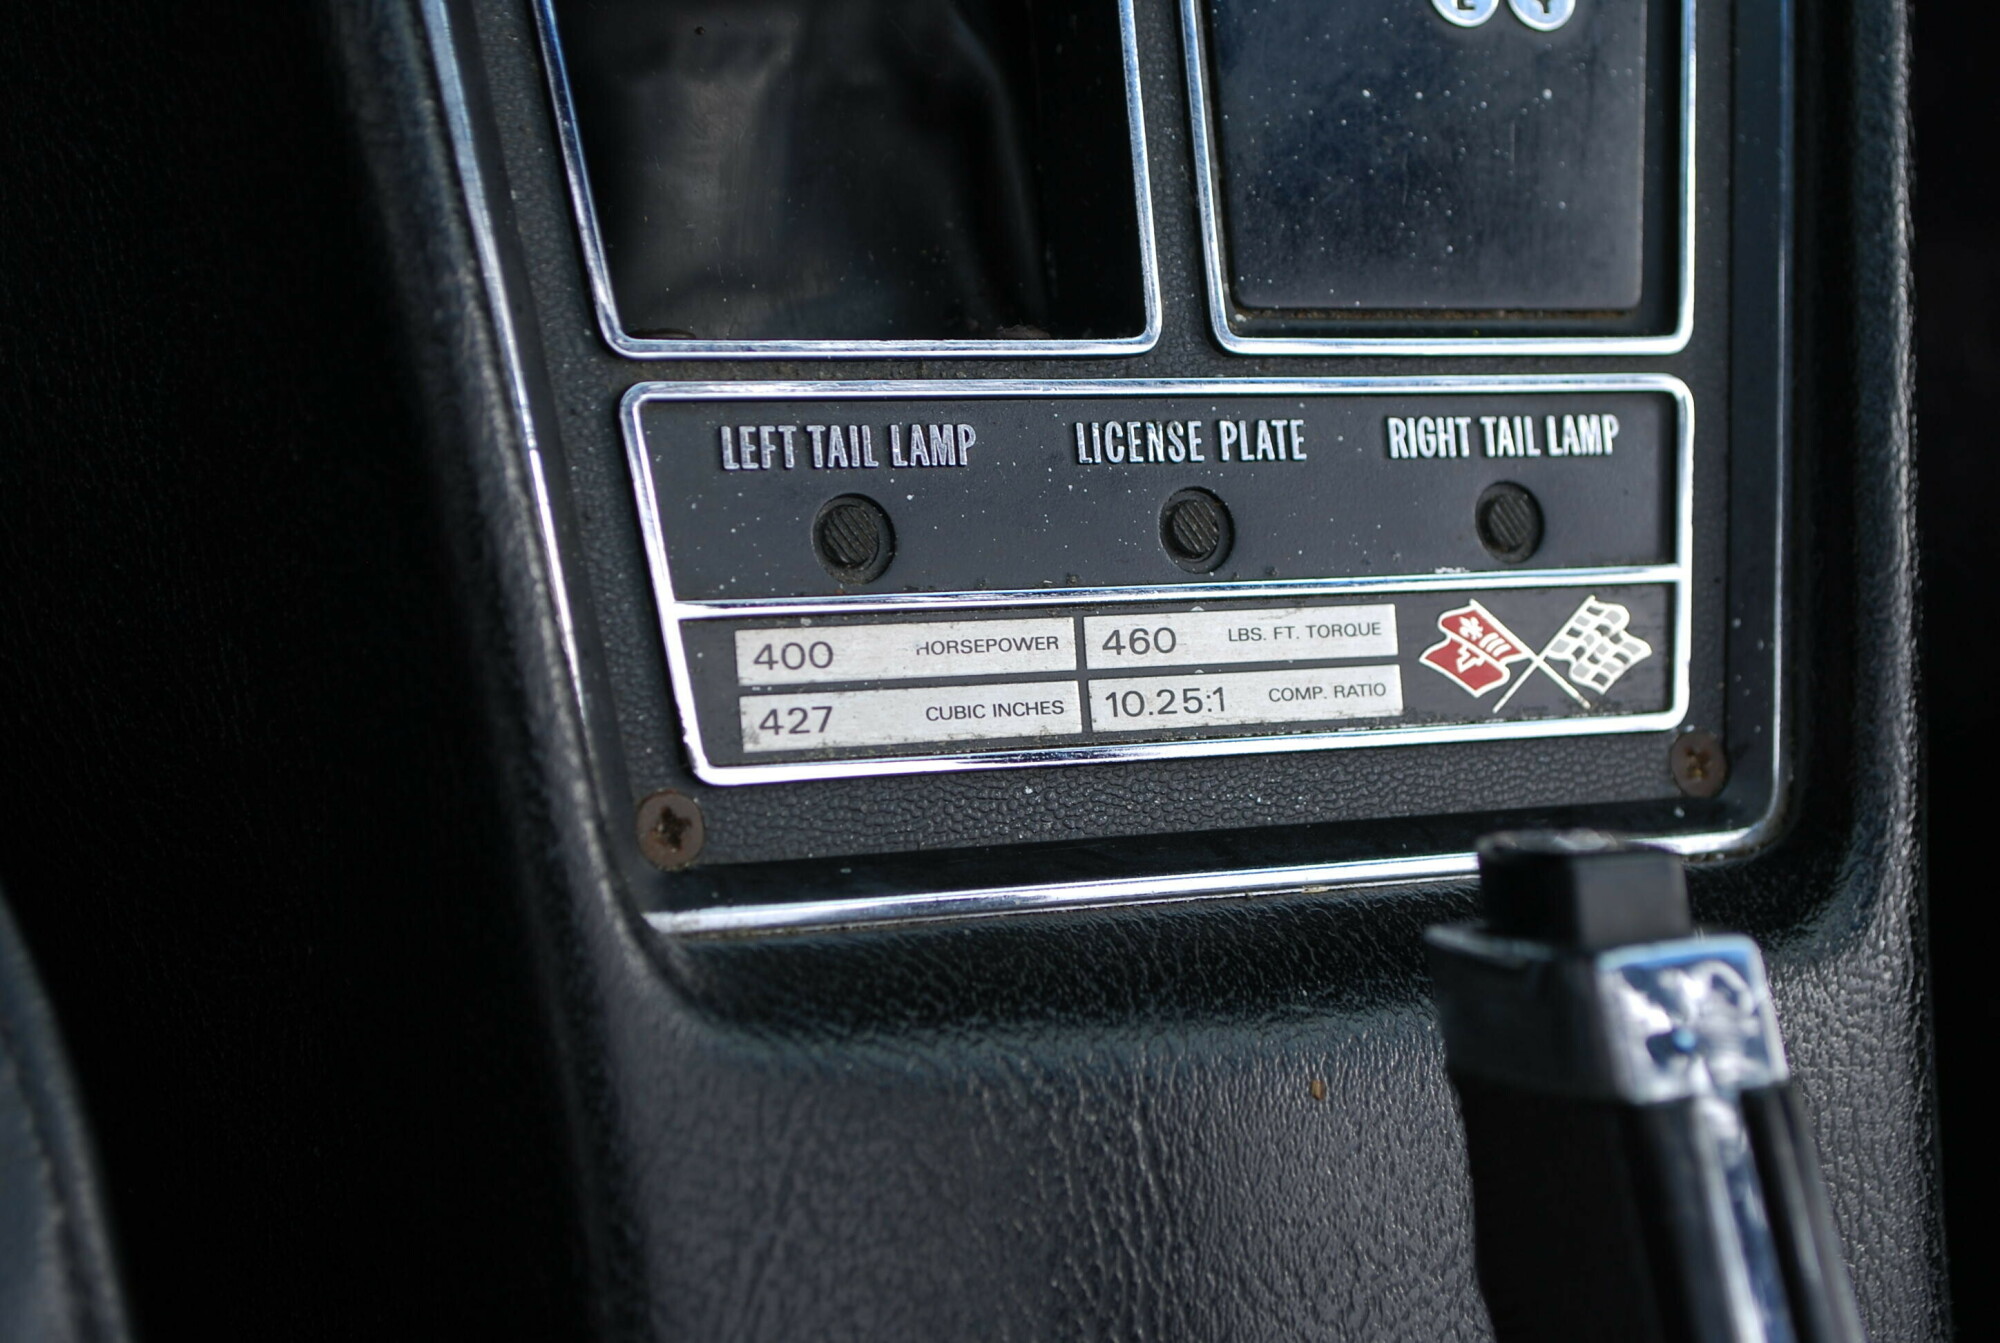 LEFT TAIL LAMP
LICENSE PLATE
RIGHT TAIL LAMP
400 HORSEPOWER
460 LBS. FT. TORQUE
427 CUBIC INCHES
10.25:1 COMP. RATIO